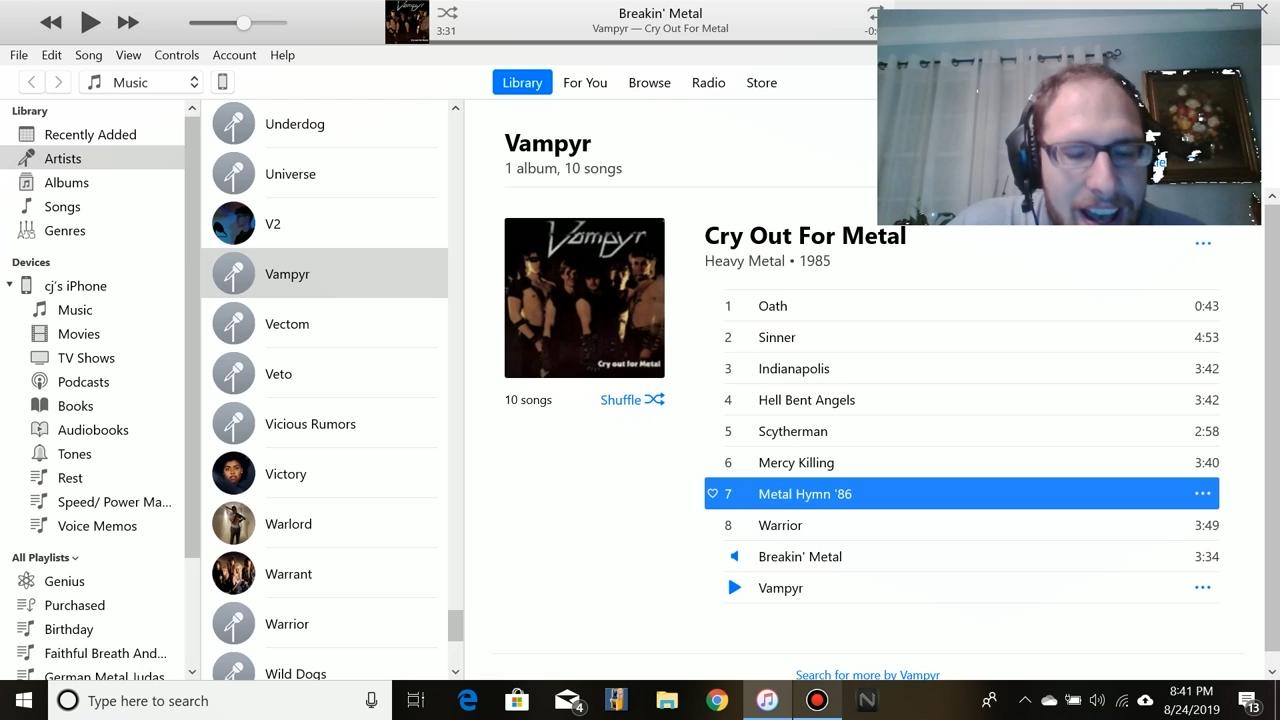 3:31
Breakin' Metal
Vampyr — Cry Out For Metal
-0:
File Edit Song View Controls Account Help
Music
Library For You Browse Radio Store
Library
Recently Added
Artists
Albums
Songs
Genres
Devices
cj's iPhone
Music
Movies
TV Shows
Podcasts
Books
Audiobooks
Tones
Rest
Speed/ Power Ma...
Voice Memos
All Playlists
Genius
Purchased
Birthday
Faithful Breath And...
German Metal Judas
Underdog
Universe
V2
Vampyr
Vectom
Veto
Vicious Rumors
Victory
Warlord
Warrant
Warrior
Wild Dogs
Vampyr
1 album, 10 songs
Vampyr
Cry out for Metal
10 songs Shuffle
Cry Out For Metal
Heavy Metal • 1985
1 Oath 0:43
2 Sinner 4:53
3 Indianapolis 3:42
4 Hell Bent Angels 3:42
5 Scytherman 2:58
6 Mercy Killing 3:40
7 Metal Hymn '86
8 Warrior 3:49
Breakin' Metal 3:34
Vampyr
Search for more by Vampyr
Type here to search
4
N
8:41 PM
8/24/2019
13